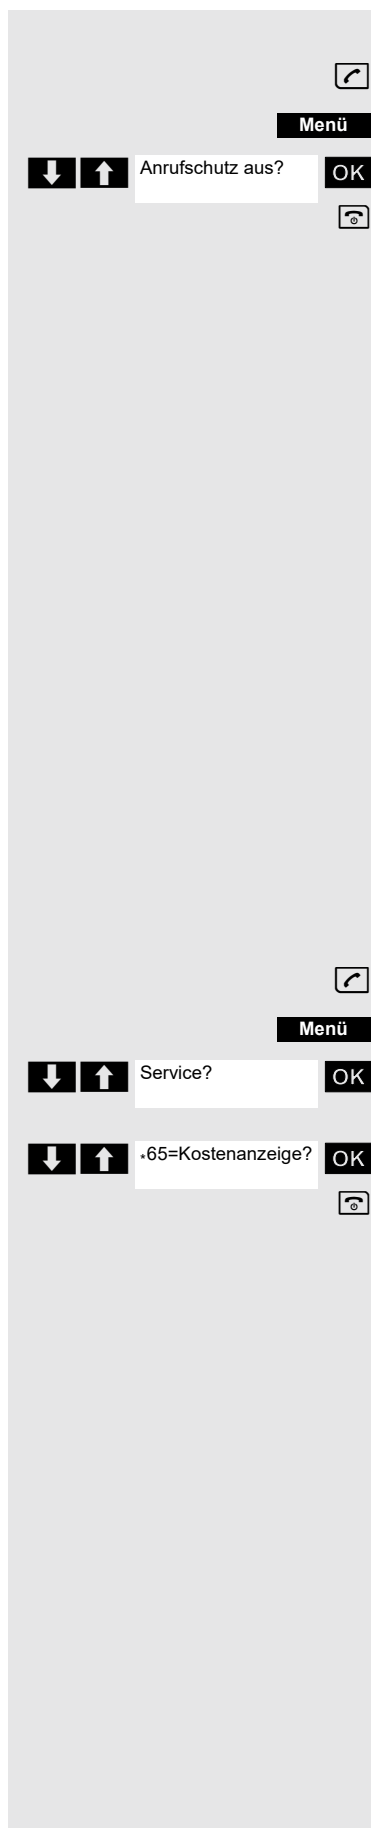 Menü
Anrufschutz aus? OK
Menü
Service? OK
*65=Kostenanzeige? OK